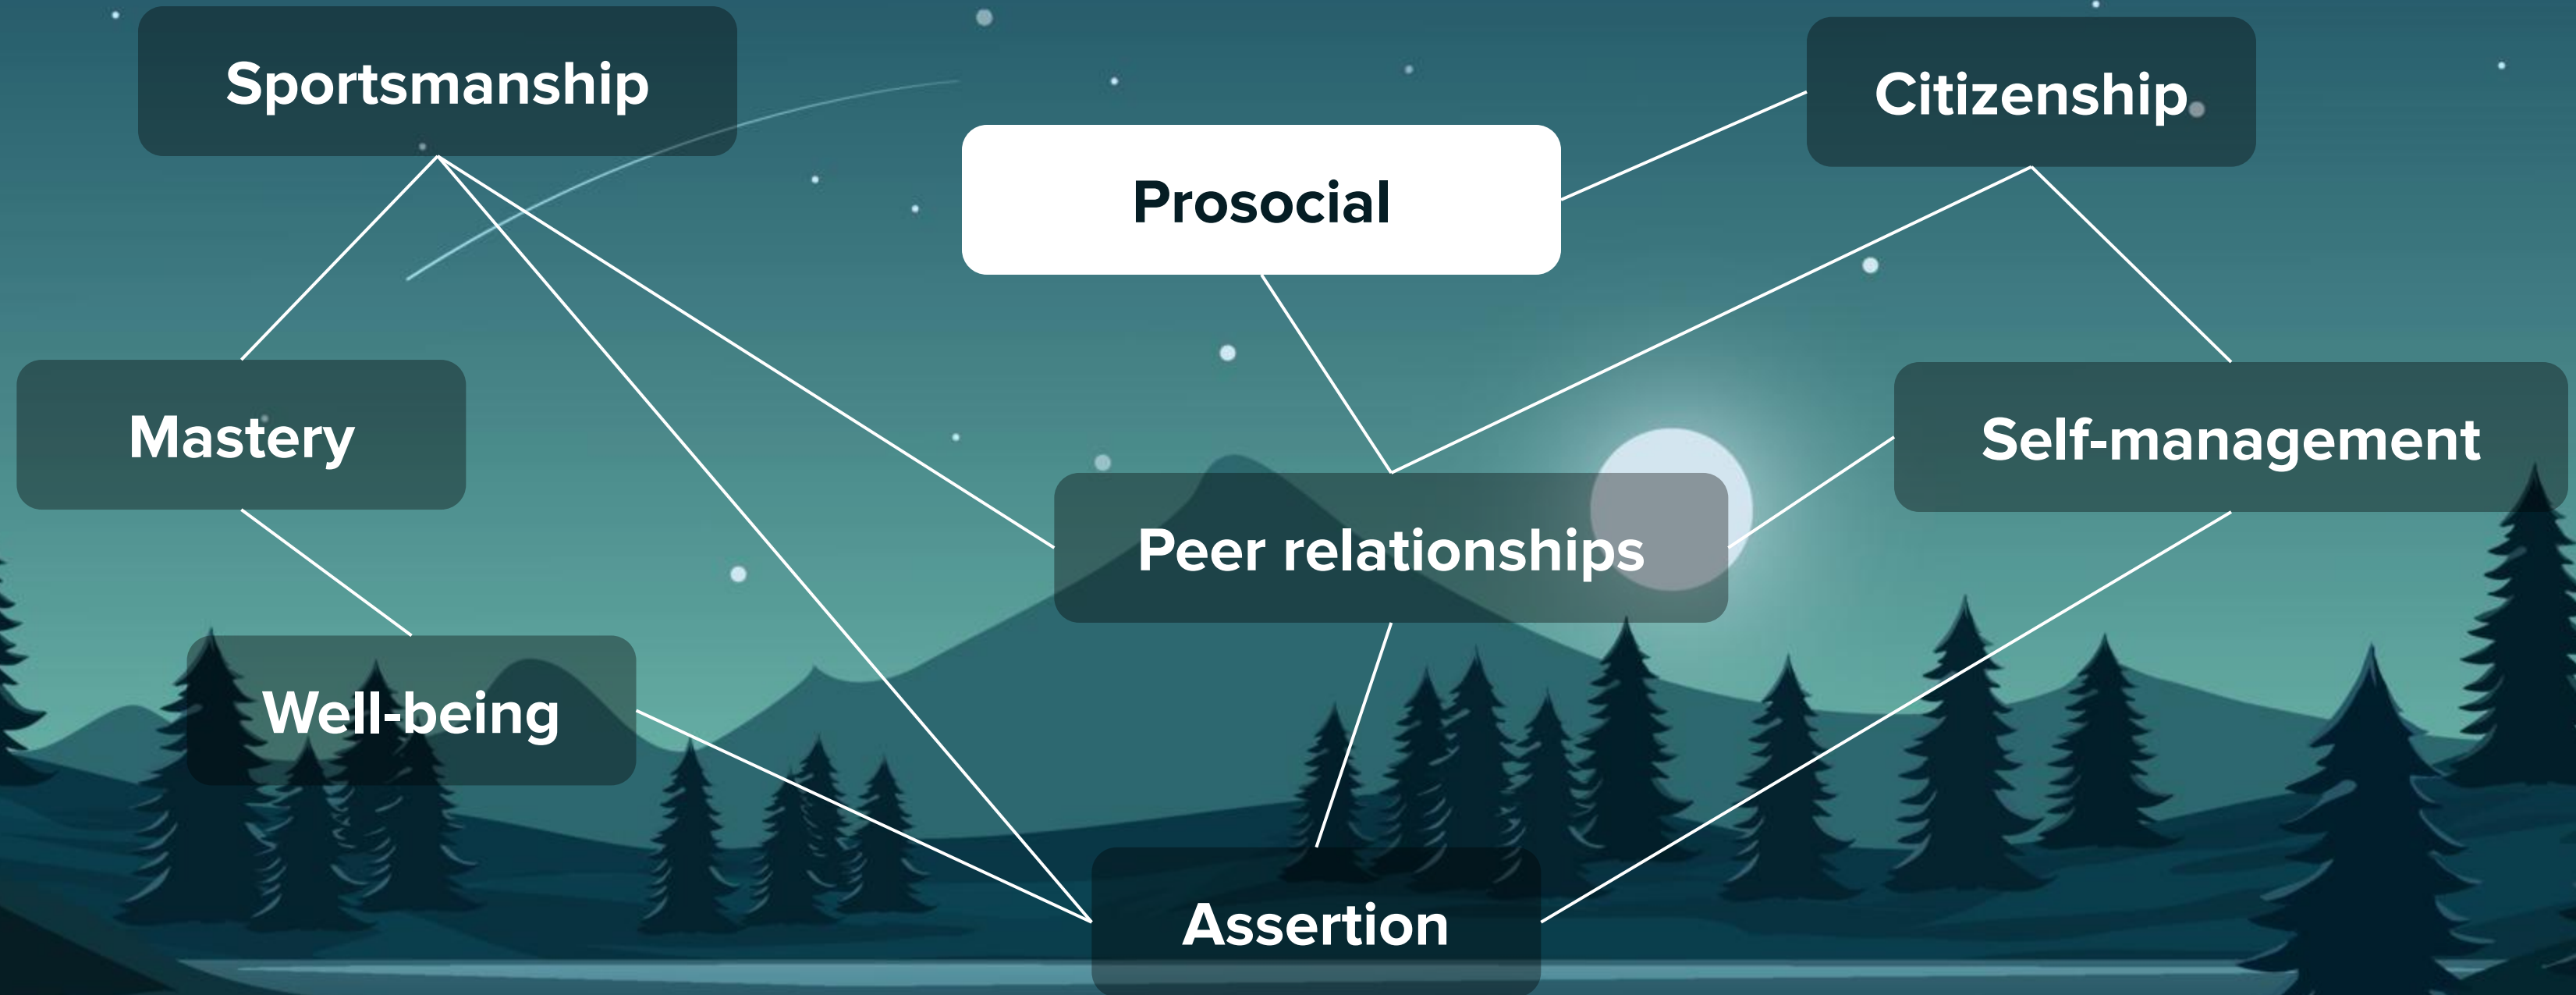 Sportsmanship
Citizenship
Prosocial
Mastery
Self-management
Peer relationships
Well-being
Assertion